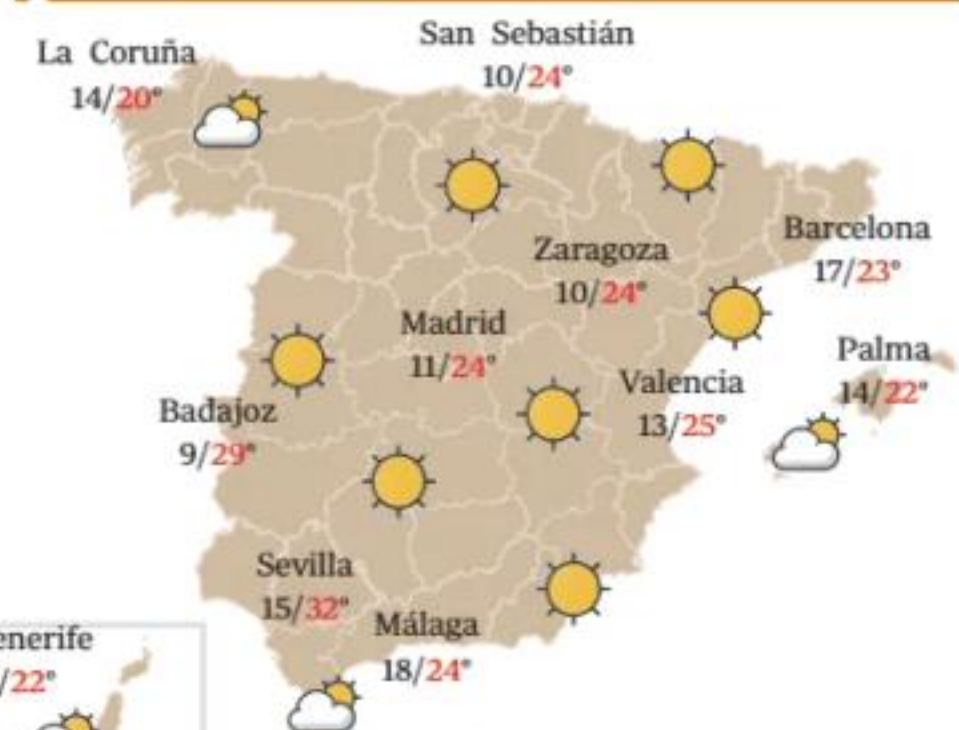 La Coruña
14/20°
San Sebastián
10/24°
Barcelona
17/23°
Zaragoza
10/24°
Madrid
11/24°
Palma
14/22°
Valencia
13/25°
Badajoz
9/29°
Sevilla
15/32°
Málaga
18/24°
enerife
/22°